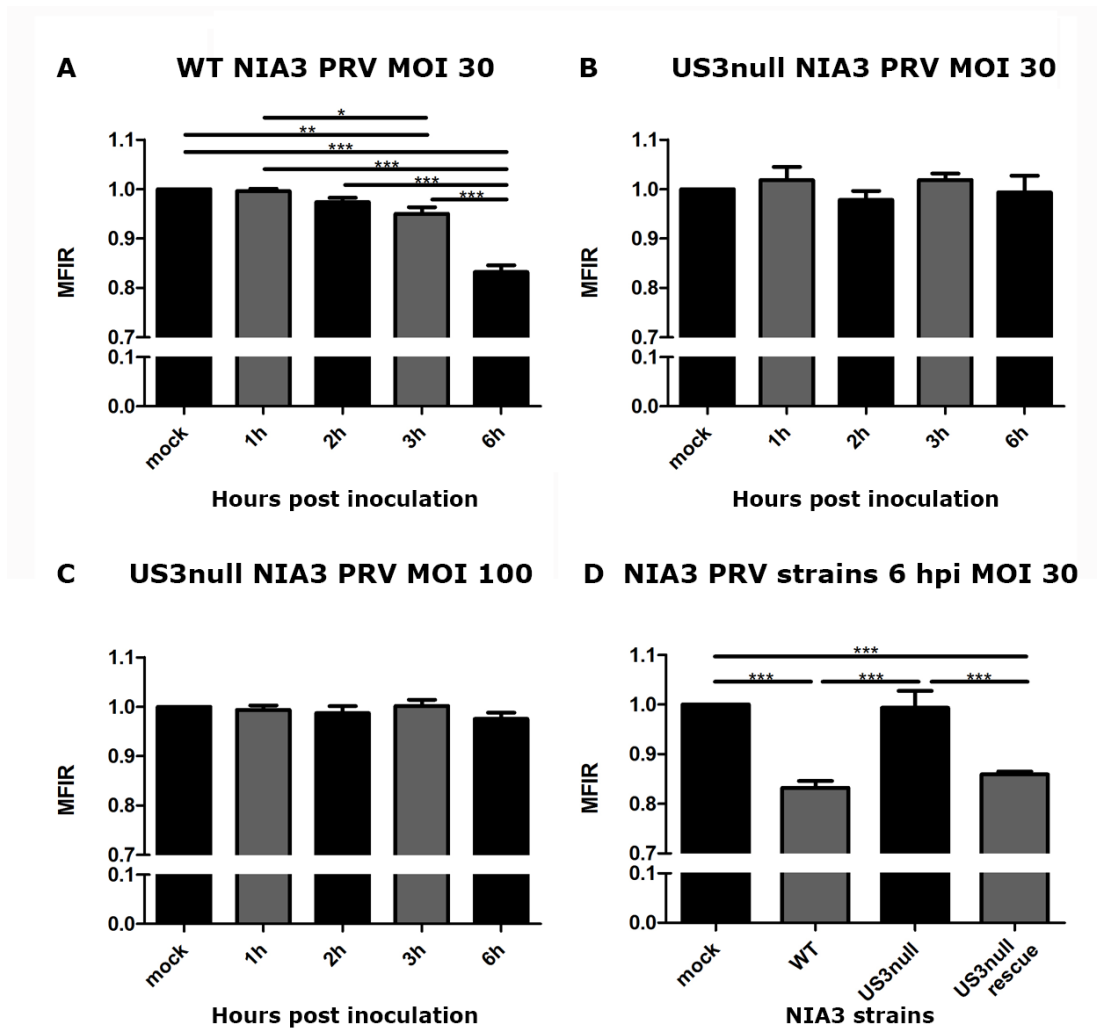 A WT NIA3 PRV MOI 30
*
**
***
***
***
***
1.1
1.0
0.9
0.8
0.7
0.1
0.0
MFIR
mock 1h 2h 3h 6h
Hours post inoculation
B US3null NIA3 PRV MOI 30
1.1
1.0
0.9
0.8
0.7
0.1
0.0
MFIR
mock 1h 2h 3h 6h
Hours post inoculation
C US3null NIA3 PRV MOI 100
1.1
1.0
0.9
0.8
0.7
0.1
0.0
MFIR
mock 1h 2h 3h 6h
Hours post inoculation
D NIA3 PRV strains 6 hpi MOI 30
***
*** *** ***
1.1
1.0
0.9
0.8
0.7
0.1
0.0
MFIR
mock WT US3null US3null
rescue
NIA3 strains